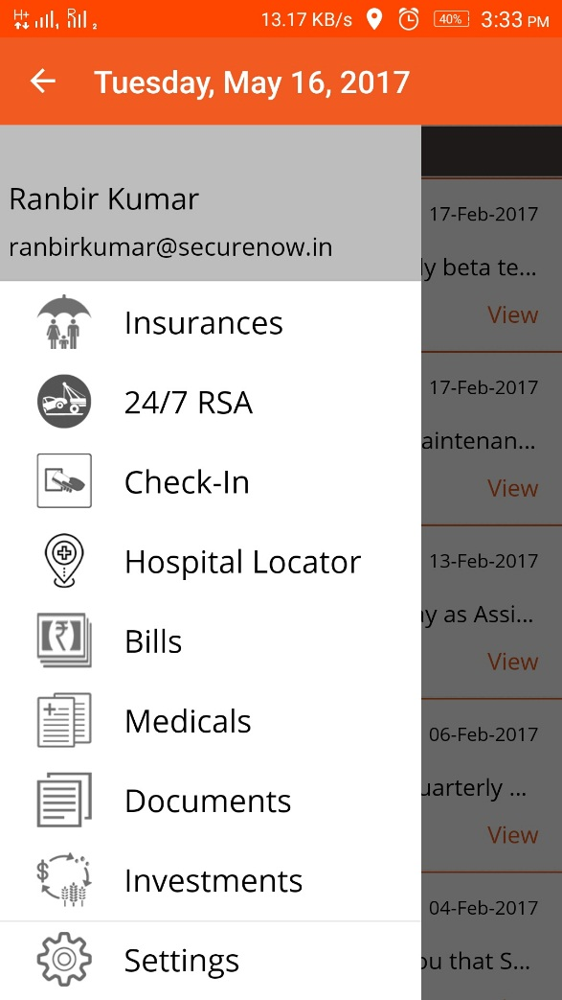 H+ R 2 13.17 KB/s 40% 3:33 PM
Tuesday, May 16, 2017
Ranbir Kumar
ranbirkumar@securenow.in
17-Feb-2017
ly beta te...
View
Insurances
24/7 RSA
17-Feb-2017
aintenan...
View
Check-In
Hospital Locator
13-Feb-2017
ay as Assi...
View
Bills
Medicals
06-Feb-2017
uarterly ...
View
Documents
Investments
04-Feb-2017
ou that S...
Settings